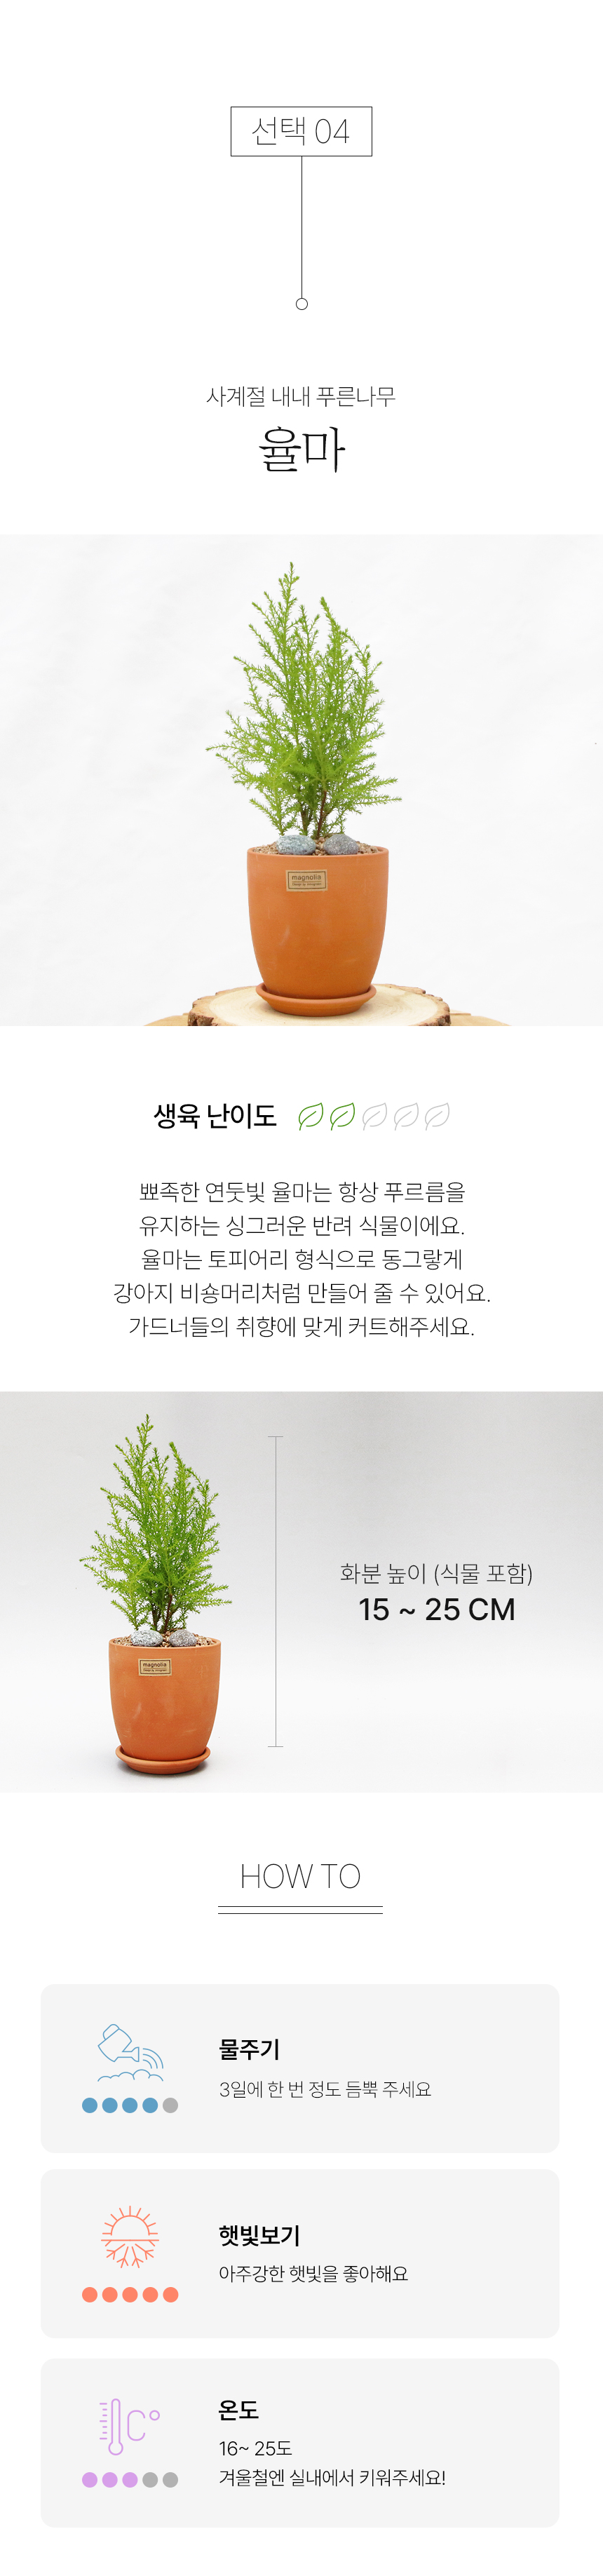 선택 04
사계절 내내 푸른나무
율마
magnolia
생육 난이도
뾰족한 연둣빛 율마는 항상 푸르름을
유지하는 싱그러운 반려 식물이에요.
율마는 토피어리 형식으로 동그랗게
강아지 비숑머리처럼 만들어 줄 수 있어요.
가드너들의 취향에 맞게 커트해주세요.
화분 높이 (식물 포함)
15 ~ 25 CM
magnolia
HOW TO
물주기
3일에 한 번 정도 듬뿍 주세요
햇빛보기
아주강한 햇빛을 좋아해요
C°
온도
16~ 25도
겨울철엔 실내에서 키워주세요!